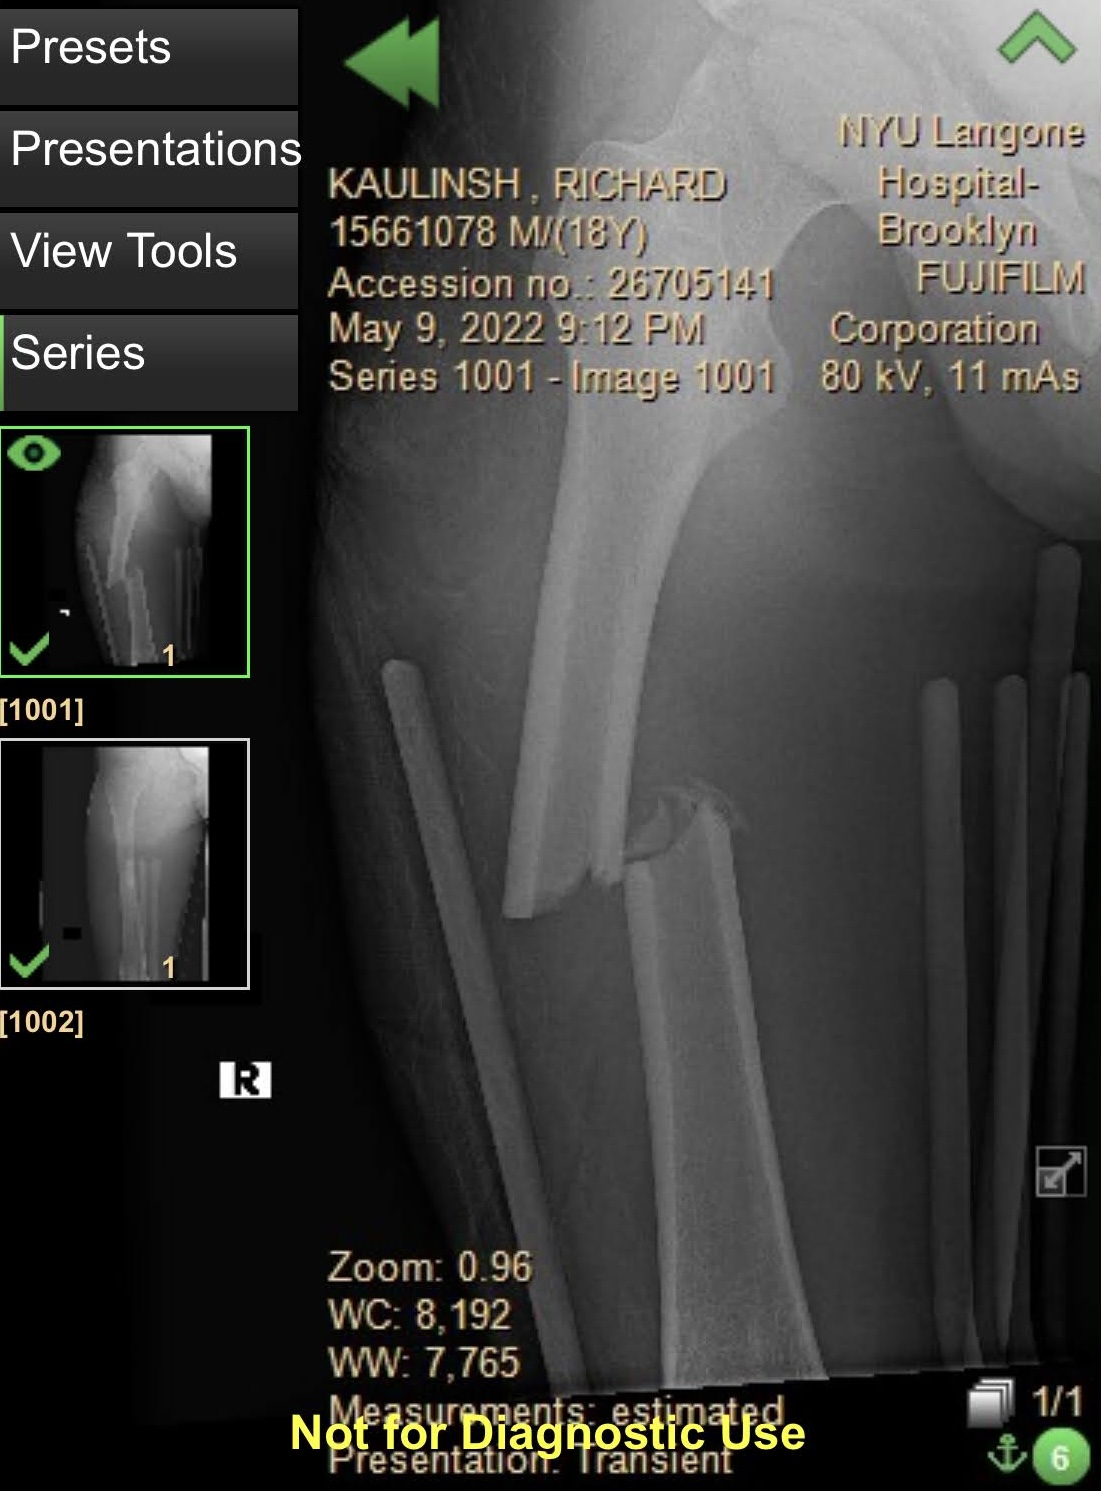 Presets
Presentations
View Tools
Series
1
[1001]
1
[1002]
KAULINSH , RICHARD
15661078 M/(18Y)
Accession no.: 26705141
May 9, 2022 9:12 PM
Series 1001 - Image 1001
NYU Langone
Hospital-
Brooklyn
FUJIFILM
Corporation
80 kV, 11 mAs
R
Zoom: 0.96
WC: 8,192
WW: 7,765
Measurements: estimated
Not for Diagnostic Use
Presentation: Transient
1/1
6